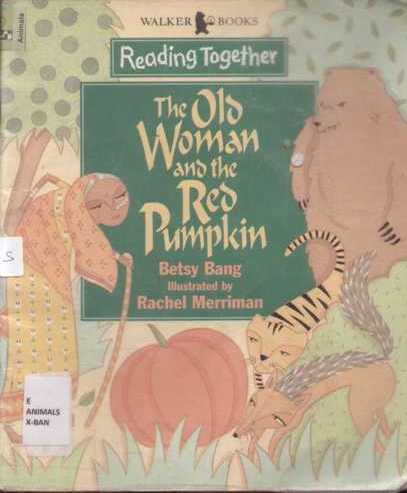 Animals
WALKER BOOKS
Reading Together
The Old
Woman
and the
Red
Pumpkin
Betsy Bang
Illustrated by
Rachel Merriman
S
E
ANIMALS
X-BAN